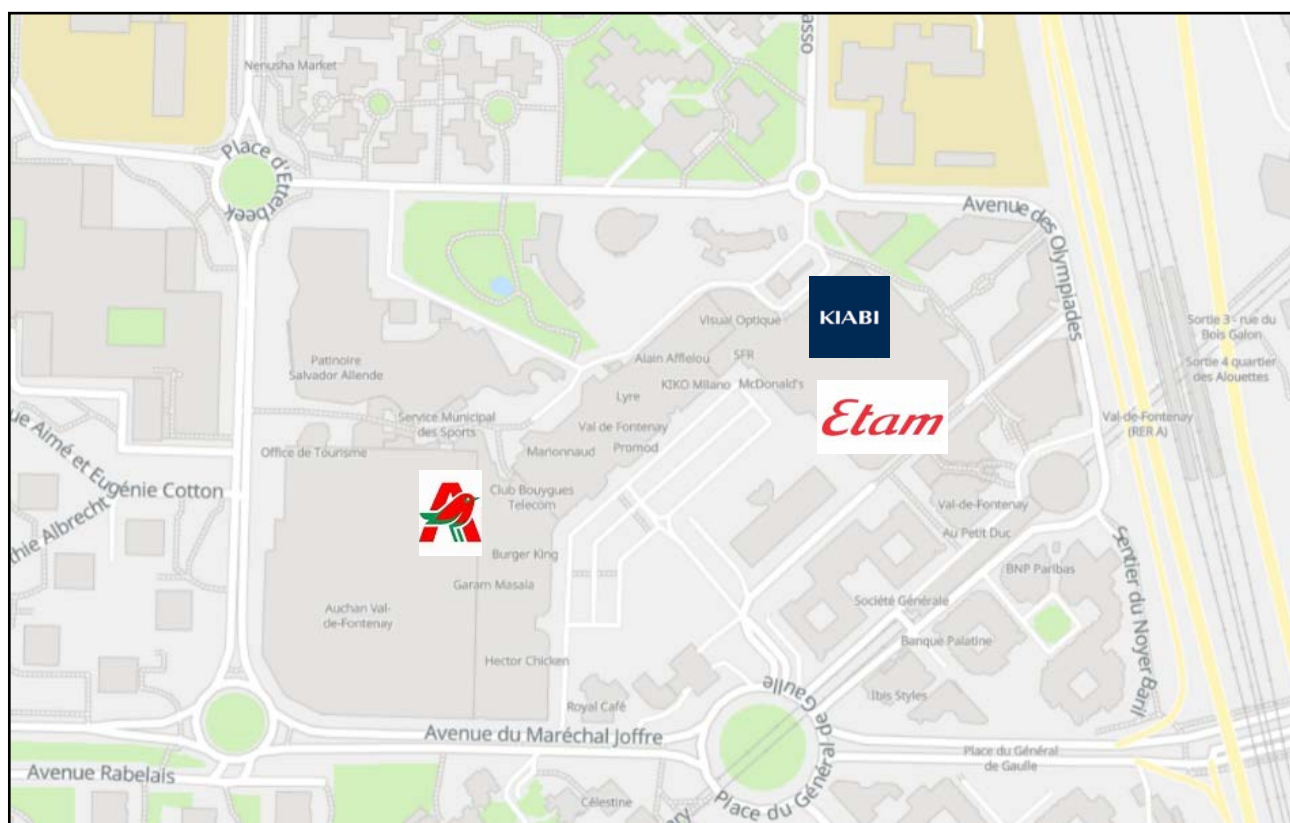 asso
Nenusha Market
Place d'Etterbeek
Avenue des Olympiades
KIABI
Visual Optique
Sortie 3 - rue du
Bois Galon
Sortie 4 quartier
des Alouettes
Patinoire
Salvador Allende
Alain Afflelou
SFR
KIKO Milano
McDonald's
Lyre
Etam
Service Municipal
des Sports
Val de Fontenay
Val-de-Fontenay
(RER A)
Office de Tourisme
Marionnaud
Promod
ue Aimé et Eugénie Cotton
thie Albrecht
A
Club Bouygues
Telecom
Val-de-Fontenay
Au Petit Duc
Sentier du Noyer Baril
Burger King
BNP Paribas
Garam Masala
Société Générale
Auchan Val-
de-Fontenay
Banque Palatine
Hector Chicken
Ibis Styles
Royal Café
Avenue du Maréchal Joffre
Place du Général de Gaulle
Place du Général
de Gaulle
Avenue Rabelais
Célestine
ary